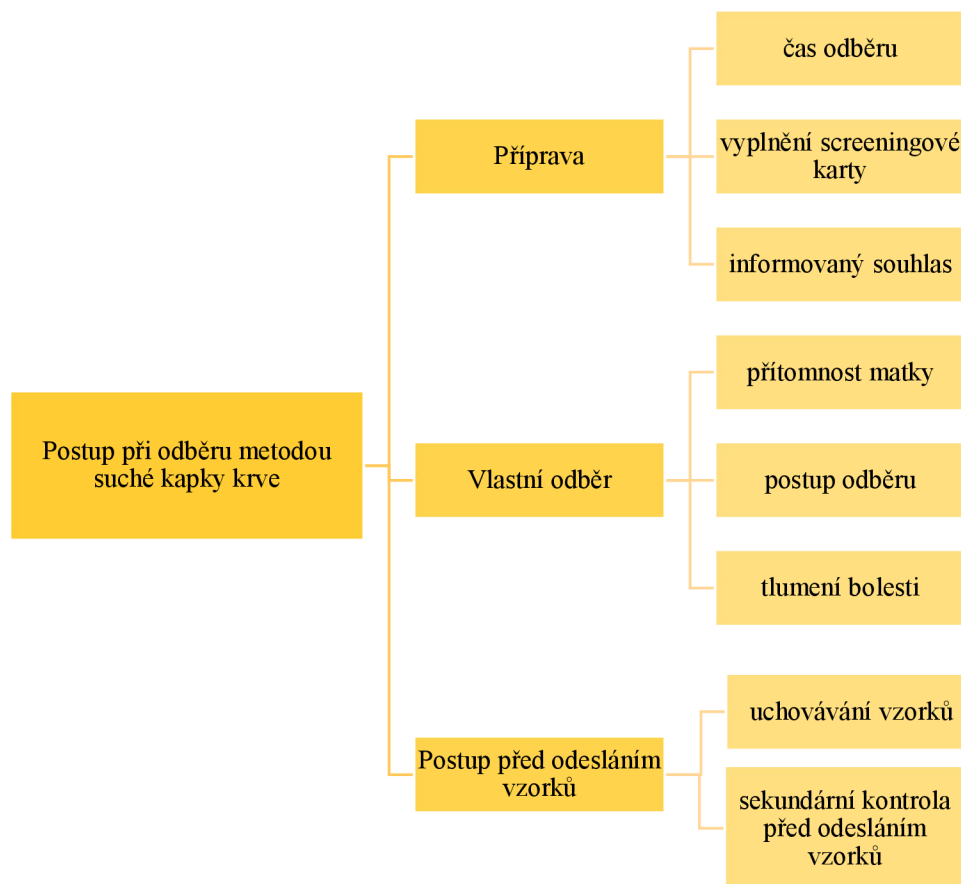 Postup při odběru metodou
suché kapky krve
Příprava
čas odběru
vyplnění screeningové
karty
informovaný souhlas
Vlastní odběr
přítomnost matky
postup odběru
tlumení bolesti
Postup před odesláním
vzorků
uchovávání vzorků
sekundární kontrola
před odesláním
vzorků